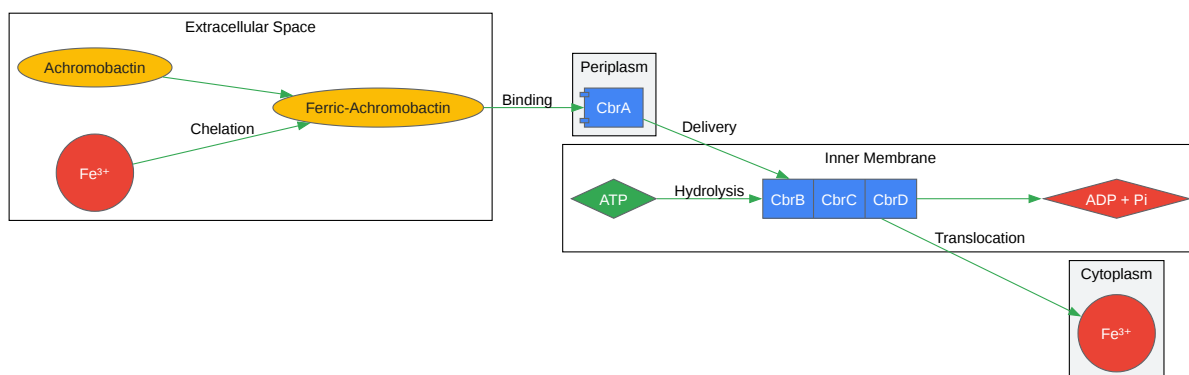 Extracellular Space
Achromobactin
Ferric-Achromobactin
Chelation
Fe³⁺
Binding
Periplasm
CbrA
Delivery
Inner Membrane
ATP
Hydrolysis
CbrB
CbrC
CbrD
ADP + Pi
Translocation
Cytoplasm
Fe³⁺